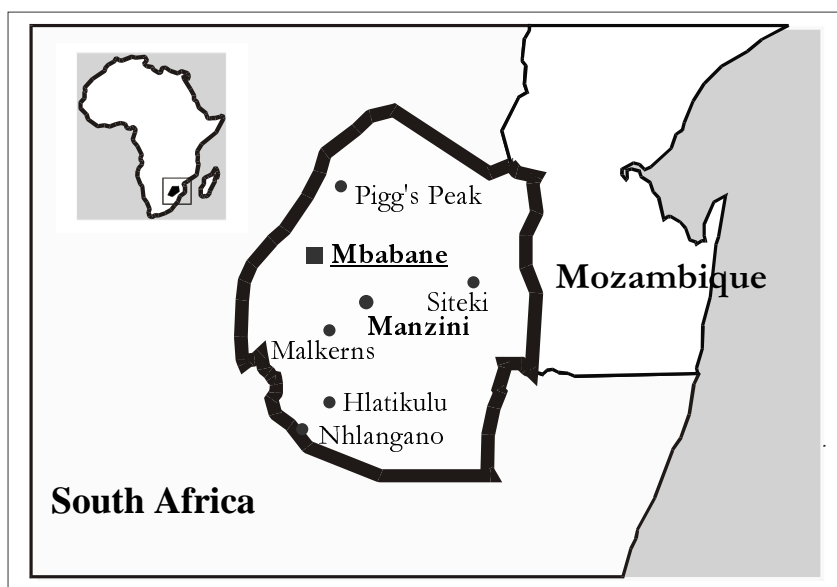 Pigg's Peak
Mbabane
Mozambique
Siteki
Manzini
Malkerns
Hlatikulu
Nhlangano
South Africa